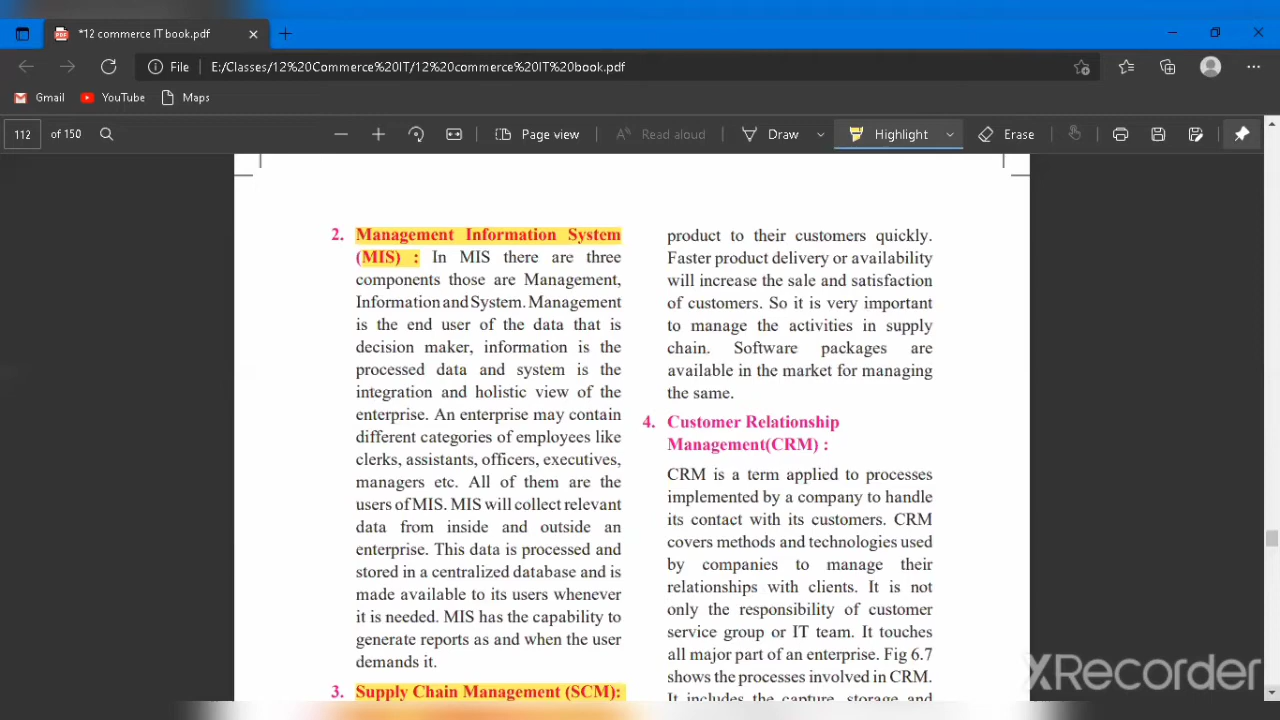 *12 commerce IT book.pdf
File E:/Classes/12%20Commerce%20IT/12%20commerce%20IT%20book.pdf
Gmail YouTube Maps
112 of 150 Page view Read aloud Draw Highlight Erase
2. Management Information System
(MIS) : In MIS there are three
components those are Management,
Information and System. Management
is the end user of the data that is
decision maker, information is the
processed data and system is the
integration and holistic view of the
enterprise. An enterprise may contain
different categories of employees like
clerks, assistants, officers, executives,
managers etc. All of them are the
users of MIS. MIS will collect relevant
data from inside and outside an
enterprise. This data is processed and
stored in a centralized database and is
made available to its users whenever
it is needed. MIS has the capability to
generate reports as and when the user
demands it.
3. Supply Chain Management (SCM):
product to their customers quickly.
Faster product delivery or availability
will increase the sale and satisfaction
of customers. So it is very important
to manage the activities in supply
chain. Software packages are
available in the market for managing
the same.
4. Customer Relationship
Management(CRM) :
CRM is a term applied to processes
implemented by a company to handle
its contact with its customers. CRM
covers methods and technologies used
by companies to manage their
relationships with clients. It is not
only the responsibility of customer
service group or IT team. It touches
all major part of an enterprise. Fig 6.7
shows the processes involved in CRM.
It includes the capture, storage and
XRecorder